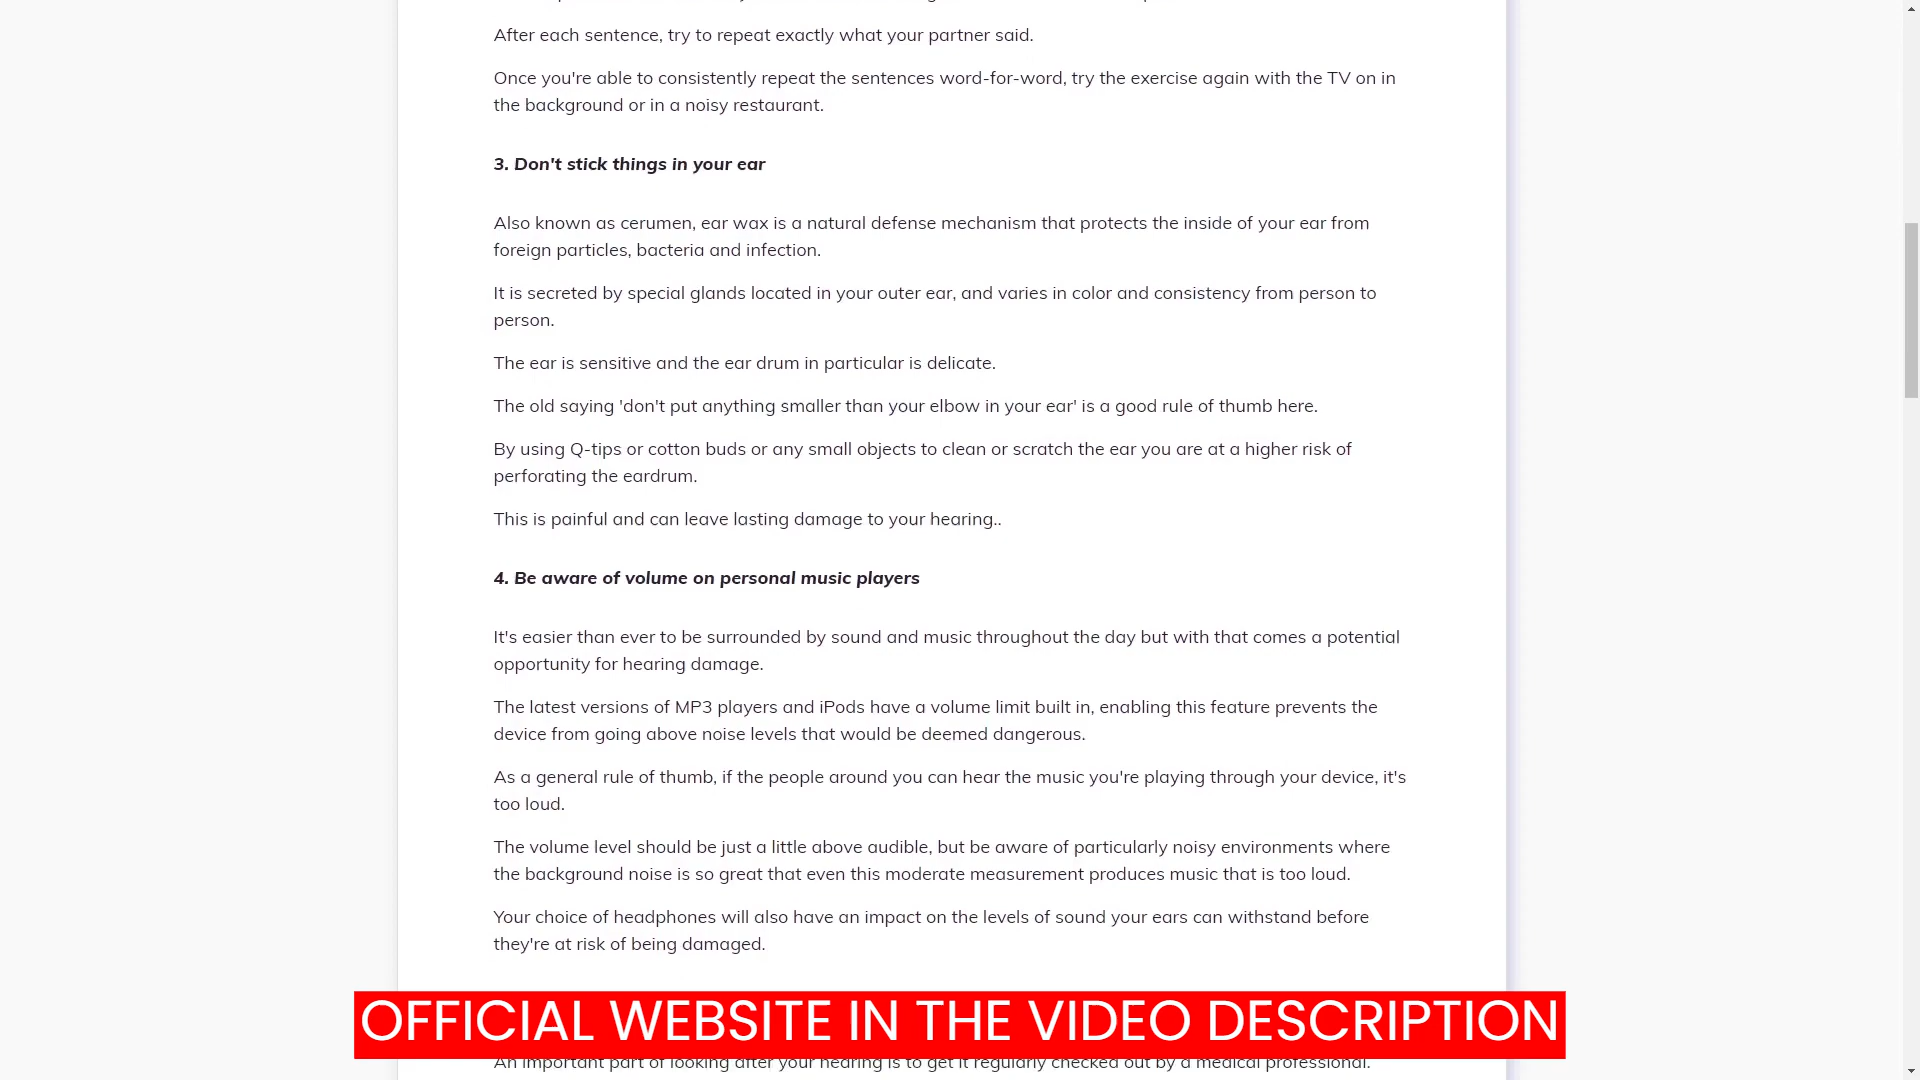 After each sentence, try to repeat exactly what your partner said.
Once you're able to consistently repeat the sentences word-for-word, try the exercise again with the TV on in
the background or in a noisy restaurant.
3. Don't stick things in your ear
Also known as cerumen, ear wax is a natural defense mechanism that protects the inside of your ear from
foreign particles, bacteria and infection.
It is secreted by special glands located in your outer ear, and varies in color and consistency from person to
person.
The ear is sensitive and the ear drum in particular is delicate.
The old saying 'don't put anything smaller than your elbow in your ear' is a good rule of thumb here.
By using Q-tips or cotton buds or any small objects to clean or scratch the ear you are at a higher risk of
perforating the eardrum.
This is painful and can leave lasting damage to your hearing..
4. Be aware of volume on personal music players
It's easier than ever to be surrounded by sound and music throughout the day but with that comes a potential
opportunity for hearing damage.
The latest versions of MP3 players and iPods have a volume limit built in, enabling this feature prevents the
device from going above noise levels that would be deemed dangerous.
As a general rule of thumb, if the people around you can hear the music you're playing through your device, it's
too loud.
The volume level should be just a little above audible, but be aware of particularly noisy environments where
the background noise is so great that even this moderate measurement produces music that is too loud.
Your choice of headphones will also have an impact on the levels of sound your ears can withstand before
they're at risk of being damaged.
OFFICIAL WEBSITE IN THE VIDEO DESCRIPTION
An important part of looking after your hearing is to get it regularly checked out by a medical professional.